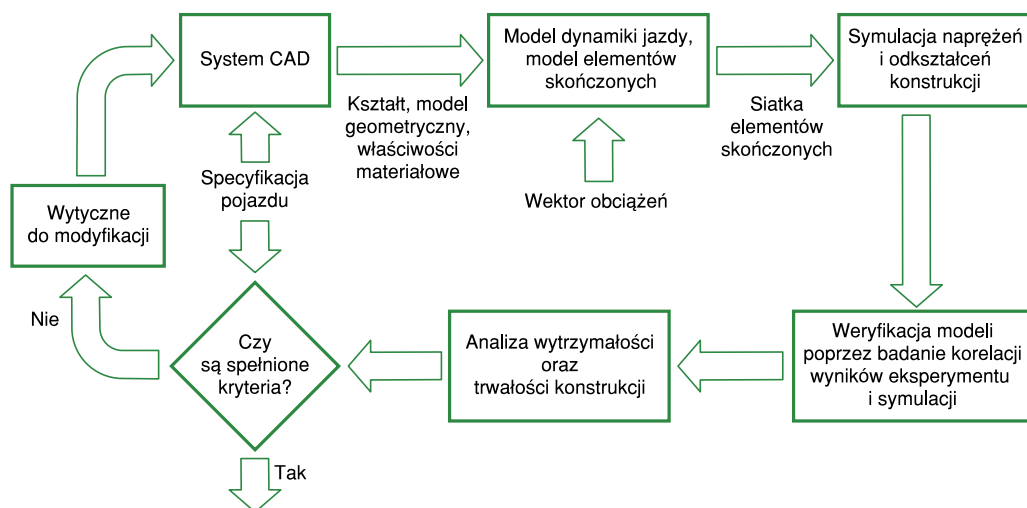 System CAD
Kształt, model
geometryczny,
właściwości
materiałowe
Model dynamiki jazdy,
model elementów
skończonych
Wektor obciążeń
Siatka
elementów
skończonych
Symulacja naprężeń
i odkształceń
konstrukcji
Specyfikacja
pojazdu
Wytyczne
do modyfikacji
Nie
Czy
są spełnione
kryteria?
Tak
Analiza wytrzymałości
oraz
trwałości konstrukcji
Weryfikacja modeli
poprzez badanie korelacji
wyników eksperymentu
i symulacji